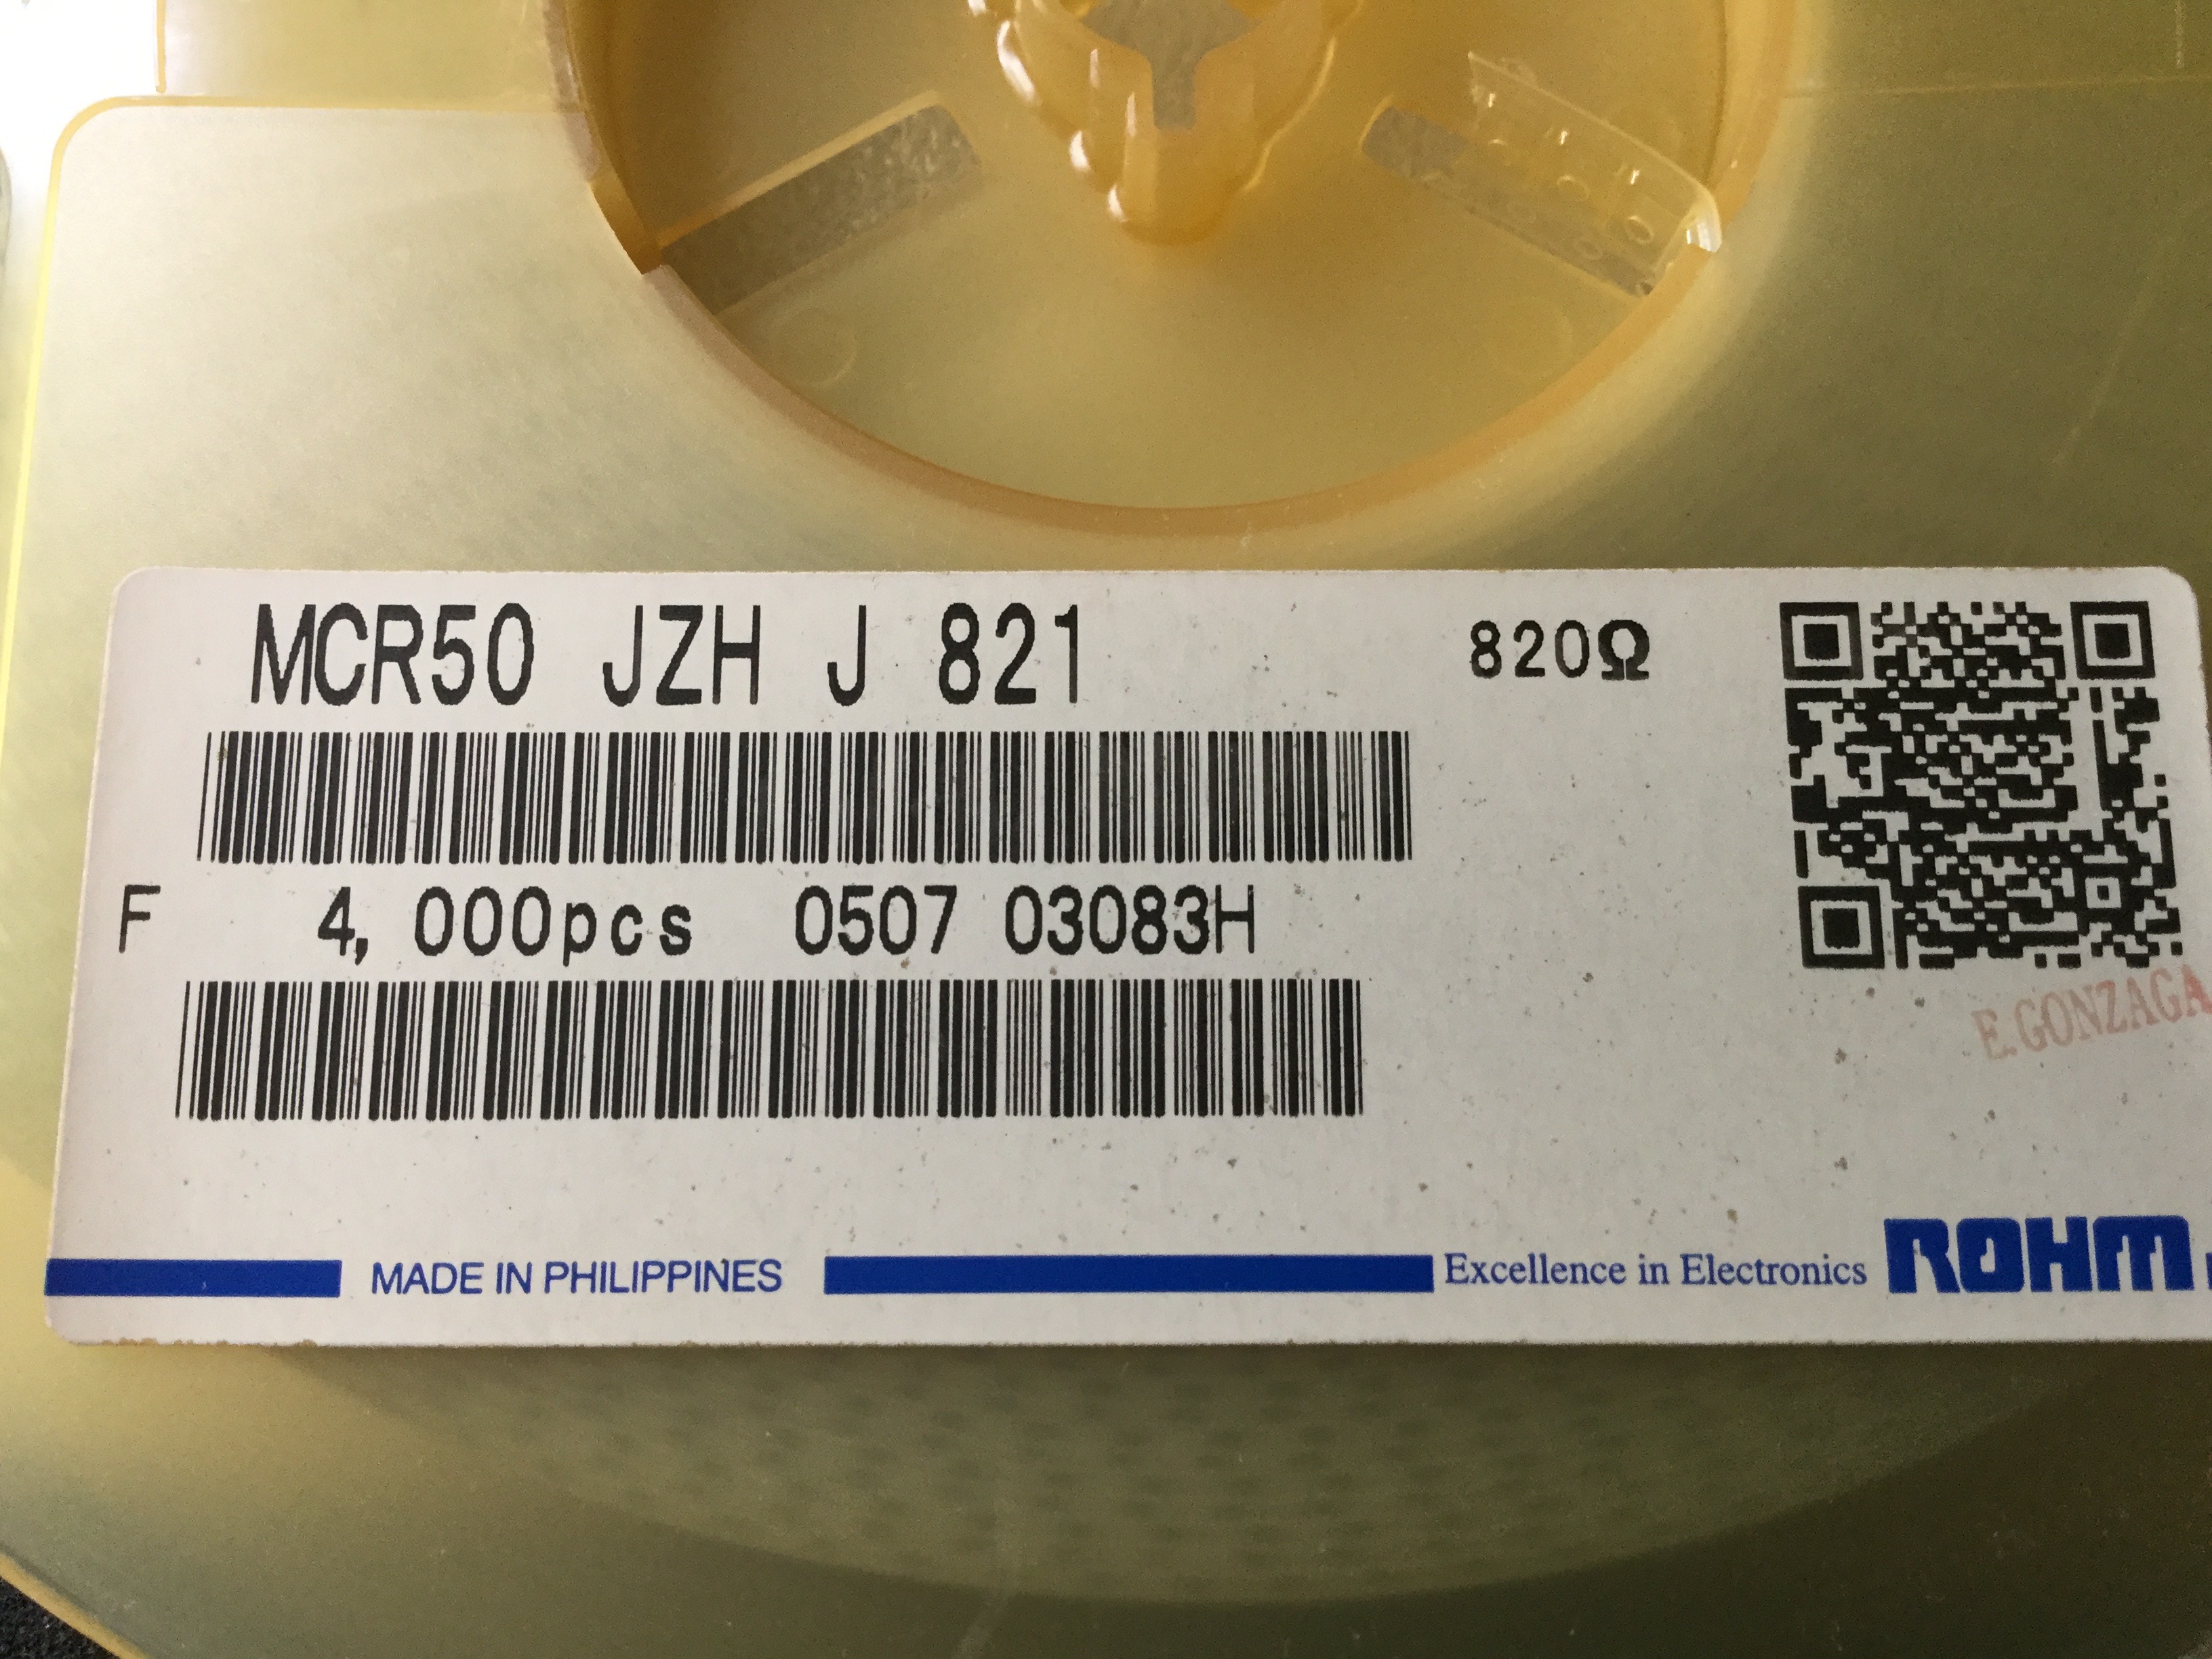 MCR50 JZH J 821 820Ω
F 4,000pcs 0507 03083H
E.GONZAGA
MADE IN PHILIPPINES Excellence in Electronics ROHM